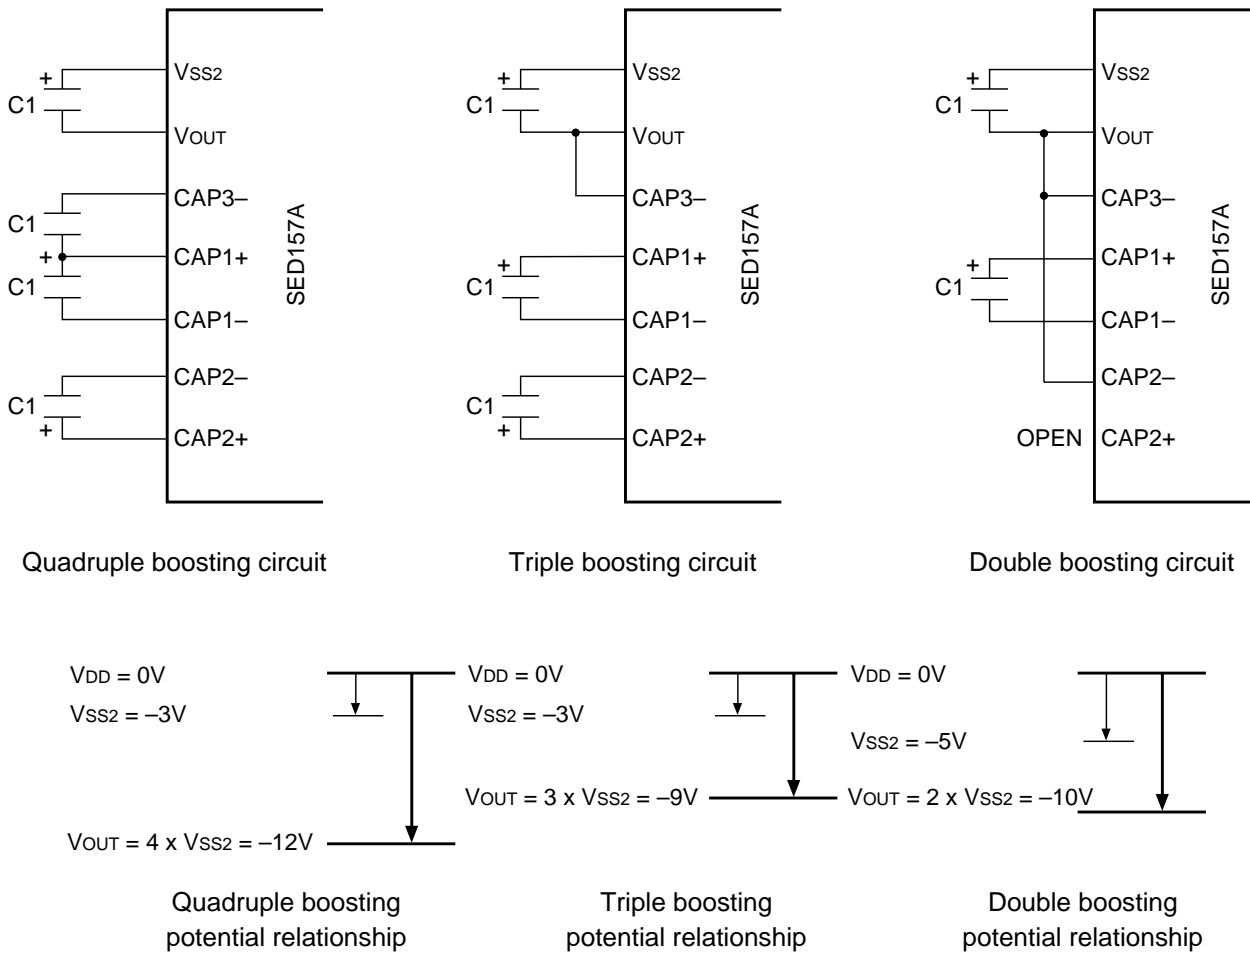 +
C1
VSS2
VOUT
C1
+
C1
CAP3–
CAP1+
CAP1–
C1
+
CAP2–
CAP2+
SED157A
Quadruple boosting circuit
+
C1
VSS2
VOUT
CAP3–
+
C1
CAP1+
CAP1–
C1
+
CAP2–
CAP2+
SED157A
Triple boosting circuit
+
C1
VSS2
VOUT
CAP3–
+
C1
CAP1+
CAP1–
CAP2–
OPEN CAP2+
SED157A
Double boosting circuit
VDD = 0V
VSS2 = –3V
VOUT = 4 x VSS2 = –12V
Quadruple boosting
potential relationship
VDD = 0V
VSS2 = –3V
VOUT = 3 x VSS2 = –9V
Triple boosting
potential relationship
VDD = 0V
VSS2 = –5V
VOUT = 2 x VSS2 = –10V
Double boosting
potential relationship